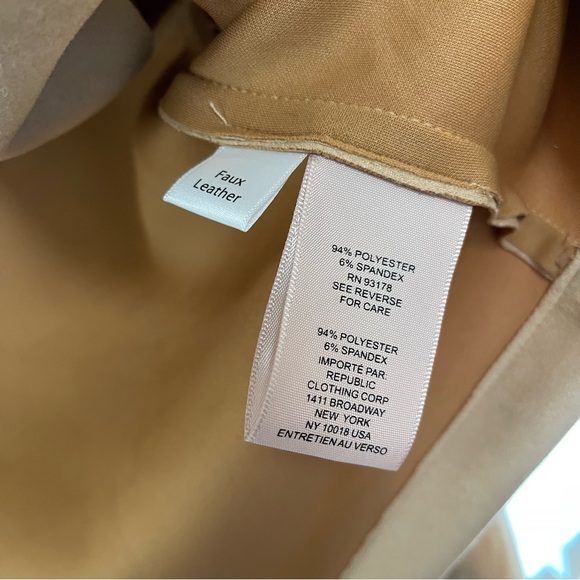 Faux
Leather
94% POLYESTER
6% SPANDEX
RN 93178
SEE REVERSE
FOR CARE
94% POLYESTER
6% SPANDEX
IMPORTÉ PAR:
REPUBLIC
CLOTHING CORP
1411 BROADWAY
NEW YORK
NY 10018 USA
ENTRETIEN AU VERSO